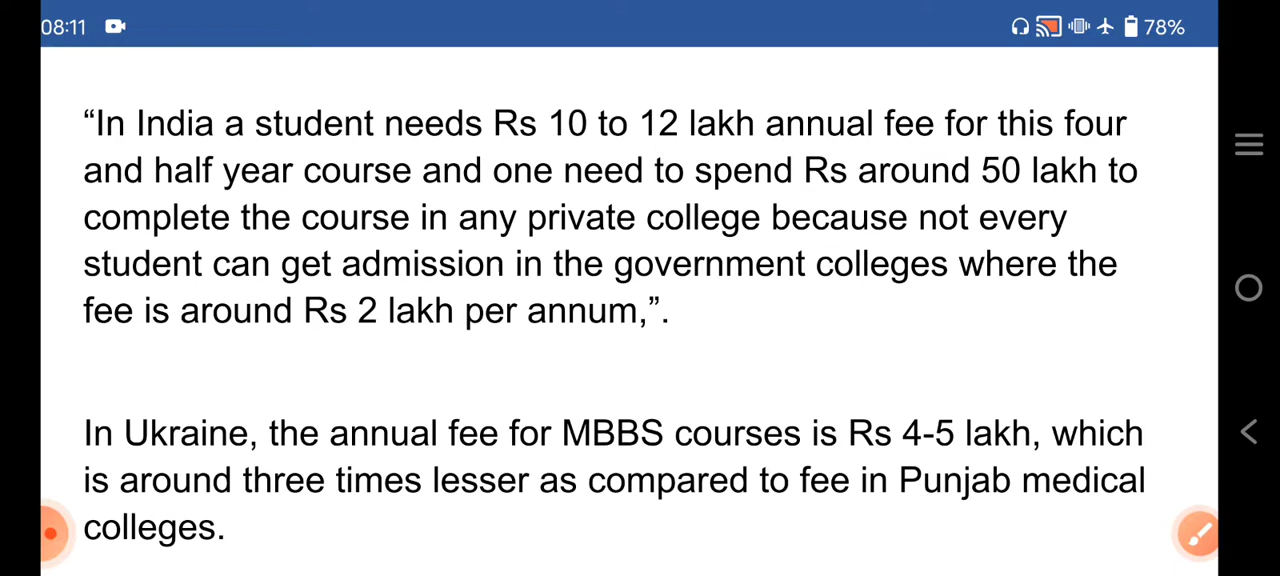 08:11
78%
“In India a student needs Rs 10 to 12 lakh annual fee for this four
and half year course and one need to spend Rs around 50 lakh to
complete the course in any private college because not every
student can get admission in the government colleges where the
fee is around Rs 2 lakh per annum,”.
In Ukraine, the annual fee for MBBS courses is Rs 4-5 lakh, which
is around three times lesser as compared to fee in Punjab medical
colleges.